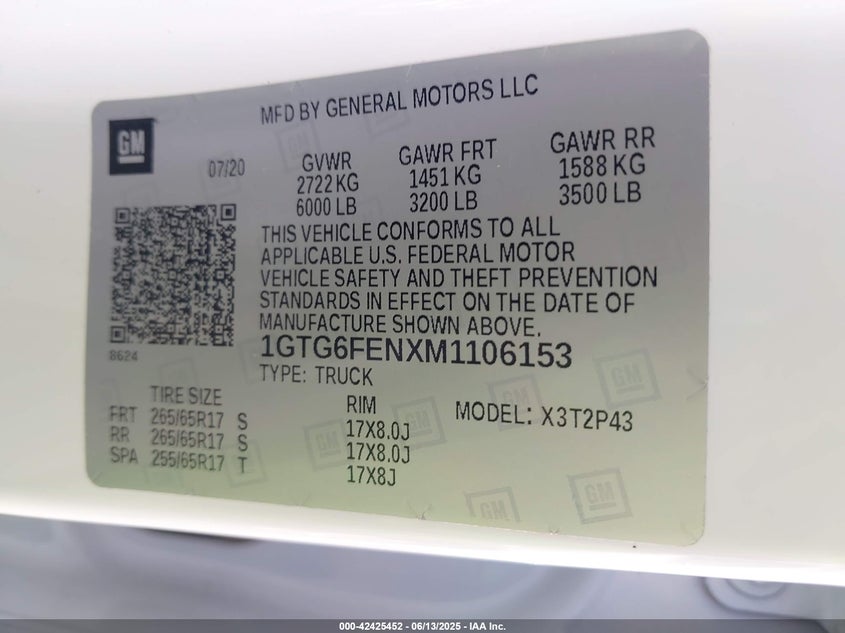 MFD BY GENERAL MOTORS LLC
GM
07/20
GVWR GAWR FRT GAWR RR
2722 KG 1451 KG 1588 KG
6000 LB 3200 LB 3500 LB
THIS VEHICLE CONFORMS TO ALL
APPLICABLE U.S. FEDERAL MOTOR
VEHICLE SAFETY AND THEFT PREVENTION
STANDARDS IN EFFECT ON THE DATE OF
MANUFACTURE SHOWN ABOVE.
8624
1GTG6FENXM1106153
TYPE: TRUCK
TIRE SIZE RIM MODEL: X3T2P43
FRT 265/65R17 S 17X8.0J
RR 265/65R17 S 17X8.0J
SPA 255/65R17 T 17X8J
GM
GM
GM
000-42425452 - 06/13/2025 - IAA Inc.